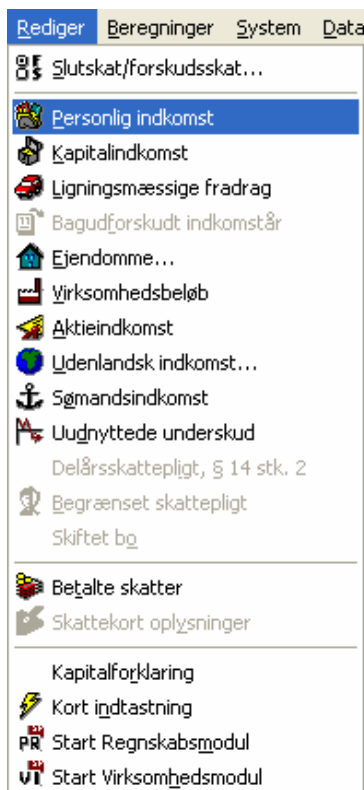 Rediger Beregninger System Data
Slutskat/forskudsskat...
Personlig indkomst
Kapitalindkomst
Ligningsmæssige fradrag
Bagudforskudt indkomstår
Ejendomme...
Virksomhedsbeløb
Aktieindkomst
Udenlandsk indkomst...
Sømandsindkomst
Uudnyttede underskud
Delårsskattepligt, § 14 stk. 2
Begrænset skattepligt
Skiftet bo
Betalte skatter
Skattekort oplysninger
Kapitalforklaring
Kort indtastning
PR Start Regnskabsmodul
VI Start Virksomhedsmodul